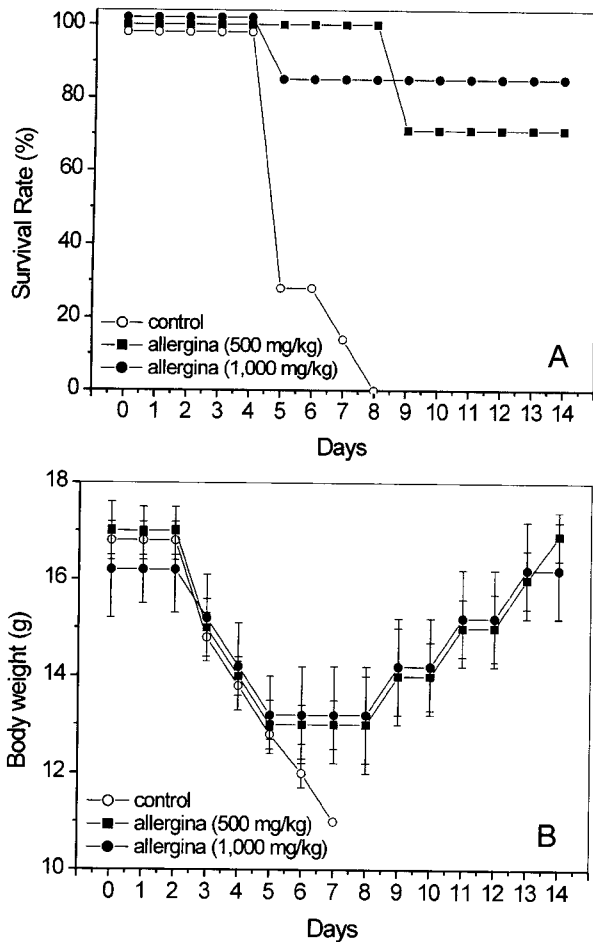 100
80
60
40
20
0
Survival Rate (%)
control
allergina (500 mg/kg)
allergina (1,000 mg/kg)
A
0 1 2 3 4 5 6 7 8 9 10 11 12 13 14
Days
18
16
14
12
10
Body weight (g)
control
allergina (500 mg/kg)
allergina (1,000 mg/kg)
B
0 1 2 3 4 5 6 7 8 9 10 11 12 13 14
Days